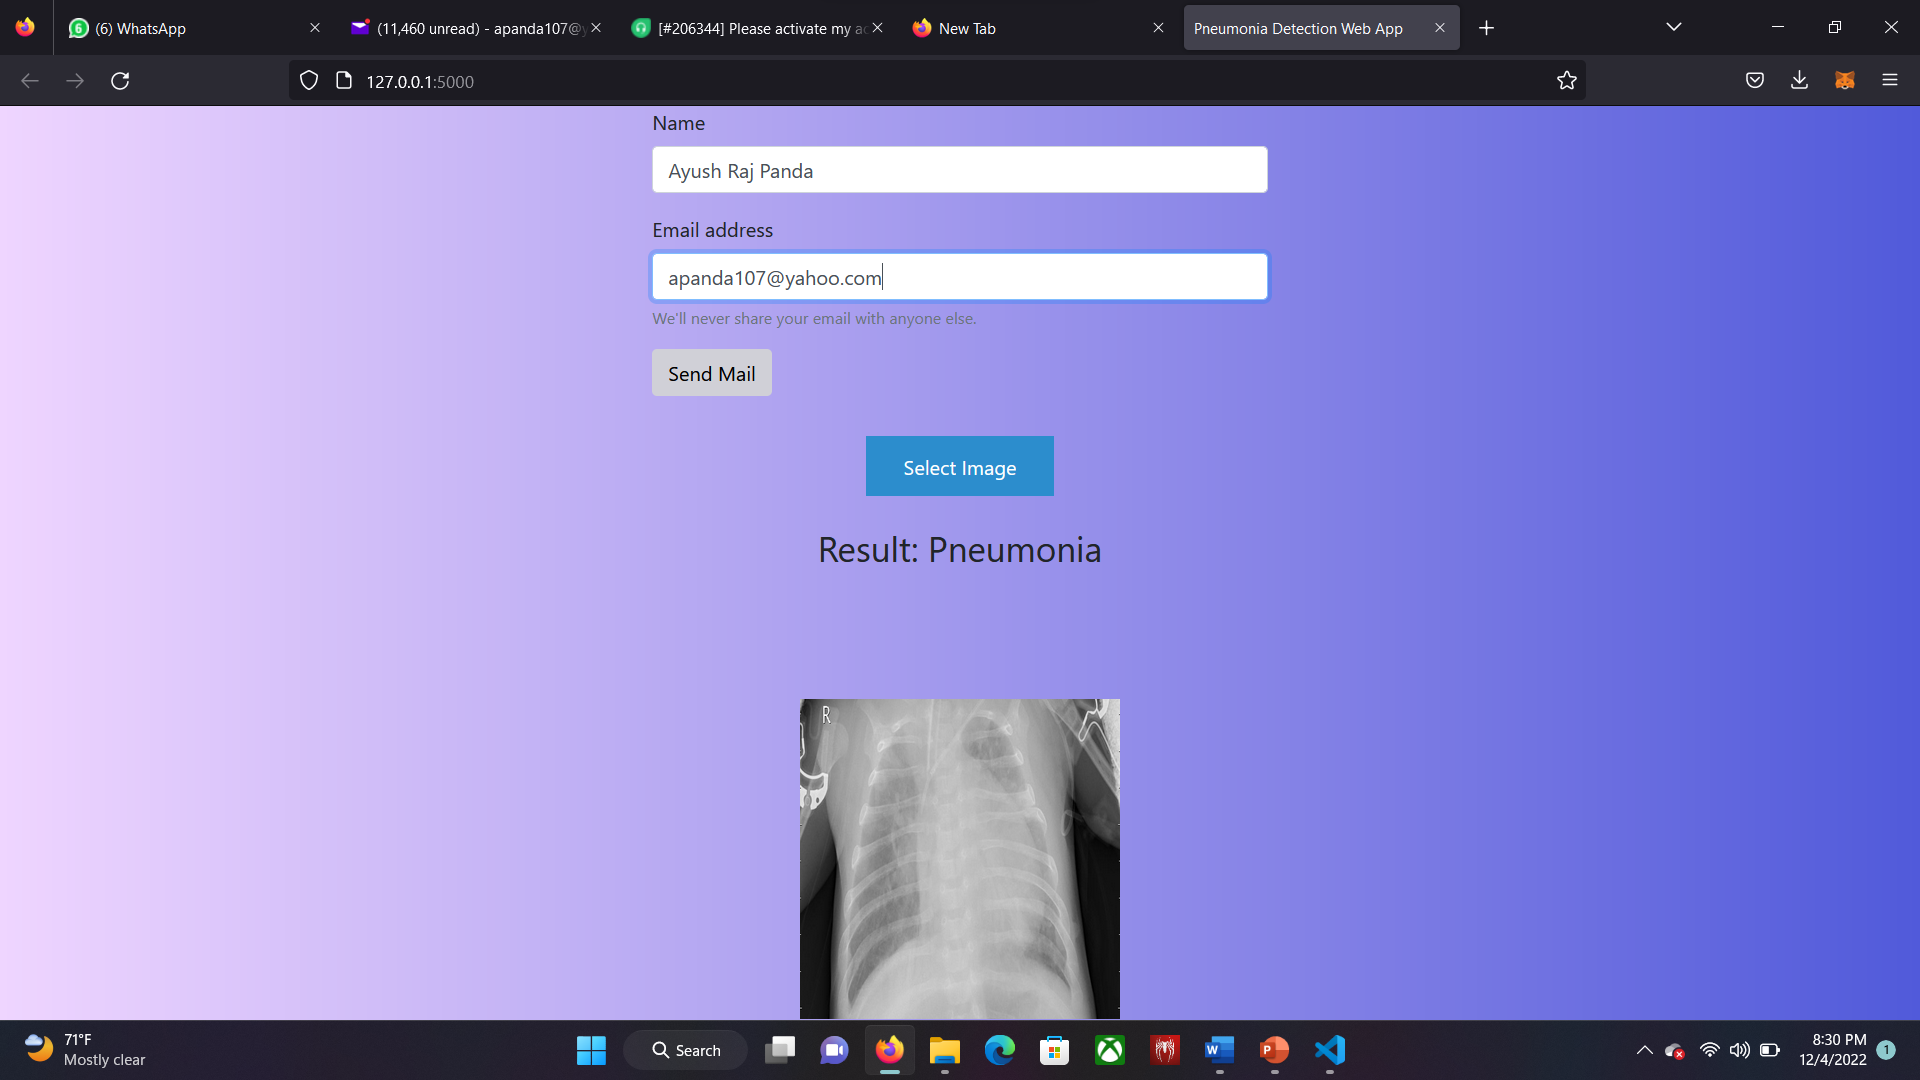 (6) WhatsApp
(11,460 unread) - apanda107@y
[#206344] Please activate my ac
New Tab
Pneumonia Detection Web App
127.0.0.1:5000
Name
Ayush Raj Panda
Email address
apanda107@yahoo.com
We'll never share your email with anyone else.
Send Mail
Select Image
Result: Pneumonia
R
71°F
Mostly clear
Search
8:30 PM
12/4/2022
1